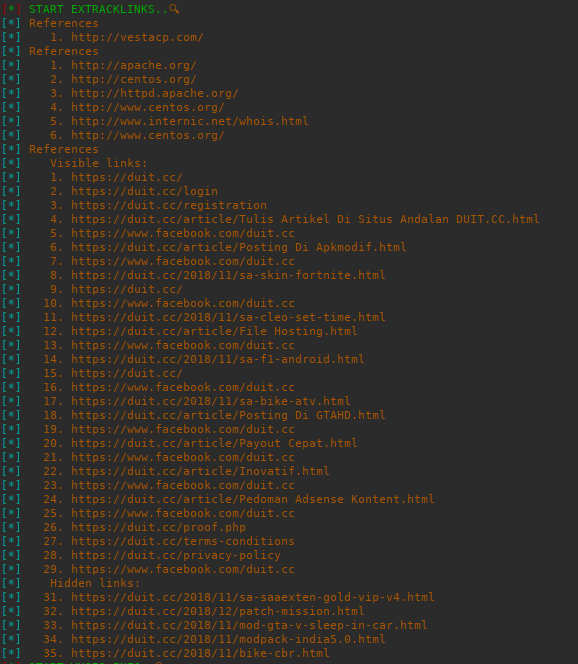 [*] START EXTRACKLINKS..🔍
[*] References
[*]    1. http://vestacp.com/
[*] References
[*]    1. http://apache.org/
[*]    2. http://centos.org/
[*]    3. http://httpd.apache.org/
[*]    4. http://www.centos.org/
[*]    5. http://www.internic.net/whois.html
[*]    6. http://www.centos.org/
[*] References
[*]    Visible links:
[*]    1. https://duit.cc/
[*]    2. https://duit.cc/login
[*]    3. https://duit.cc/registration
[*]    4. https://duit.cc/article/Tulis Artikel Di Situs Andalan DUIT.CC.html
[*]    5. https://www.facebook.com/duit.cc
[*]    6. https://duit.cc/article/Posting Di Apkmodif.html
[*]    7. https://www.facebook.com/duit.cc
[*]    8. https://duit.cc/2018/11/sa-skin-fortnite.html
[*]    9. https://duit.cc/
[*]   10. https://www.facebook.com/duit.cc
[*]   11. https://duit.cc/2018/11/sa-cleo-set-time.html
[*]   12. https://duit.cc/article/File Hosting.html
[*]   13. https://www.facebook.com/duit.cc
[*]   14. https://duit.cc/2018/11/sa-f1-android.html
[*]   15. https://duit.cc/
[*]   16. https://www.facebook.com/duit.cc
[*]   17. https://duit.cc/2018/11/sa-bike-atv.html
[*]   18. https://duit.cc/article/Posting Di GTAHD.html
[*]   19. https://www.facebook.com/duit.cc
[*]   20. https://duit.cc/article/Payout Cepat.html
[*]   21. https://www.facebook.com/duit.cc
[*]   22. https://duit.cc/article/Inovatif.html
[*]   23. https://www.facebook.com/duit.cc
[*]   24. https://duit.cc/article/Pedoman Adsense Kontent.html
[*]   25. https://www.facebook.com/duit.cc
[*]   26. https://duit.cc/proof.php
[*]   27. https://duit.cc/terms-conditions
[*]   28. https://duit.cc/privacy-policy
[*]   29. https://www.facebook.com/duit.cc
[*]    Hidden links:
[*]   31. https://duit.cc/2018/11/sa-saaexten-gold-vip-v4.html
[*]   32. https://duit.cc/2018/12/patch-mission.html
[*]   33. https://duit.cc/2018/11/mod-gta-v-sleep-in-car.html
[*]   34. https://duit.cc/2018/11/modpack-india5.0.html
[*]   35. https://duit.cc/2018/11/bike-cbr.html